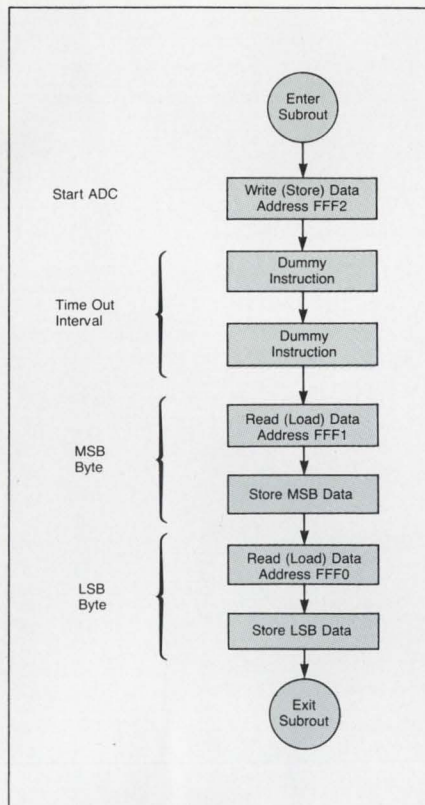 Enter
Subrout
Start ADC
Write (Store) Data
Address FFF2
Time Out
Interval
Dummy
Instruction
Dummy
Instruction
MSB
Byte
Read (Load) Data
Address FFF1
Store MSB Data
LSB
Byte
Read (Load) Data
Address FFF0
Store LSB Data
Exit
Subrout